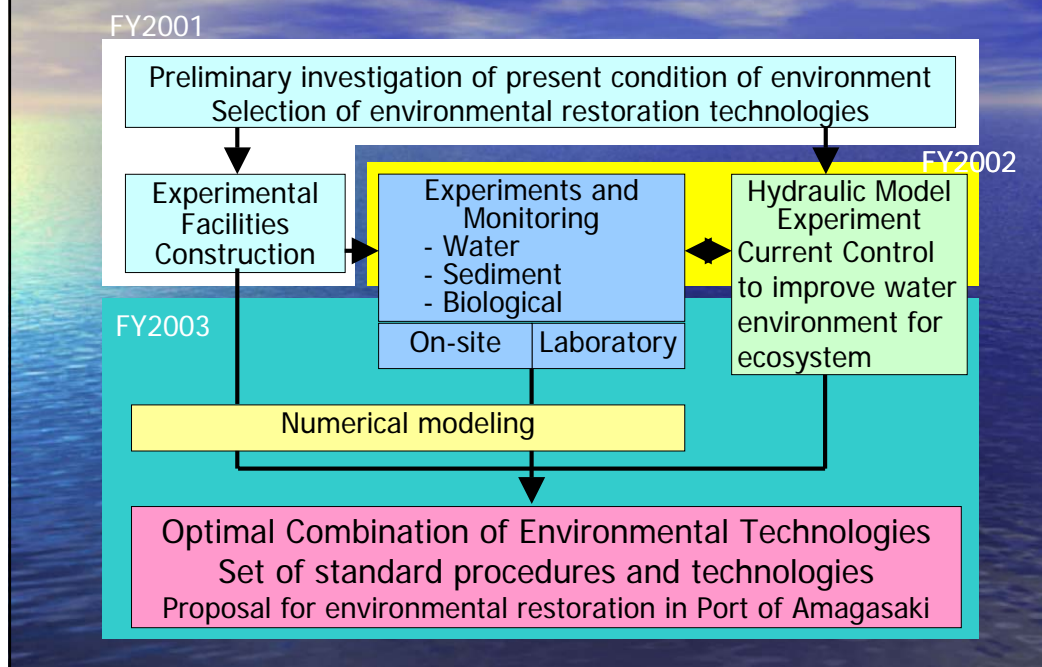 FY2001
Preliminary investigation of present condition of environment
Selection of environmental restoration technologies
FY2002
Experimental
Facilities
Construction
Experiments and
Monitoring
- Water
- Sediment
- Biological
On-site
Laboratory
Hydraulic Model
Experiment
Current Control
to improve water
environment for
ecosystem
FY2003
Numerical modeling
Optimal Combination of Environmental Technologies
Set of standard procedures and technologies
Proposal for environmental restoration in Port of Amagasaki